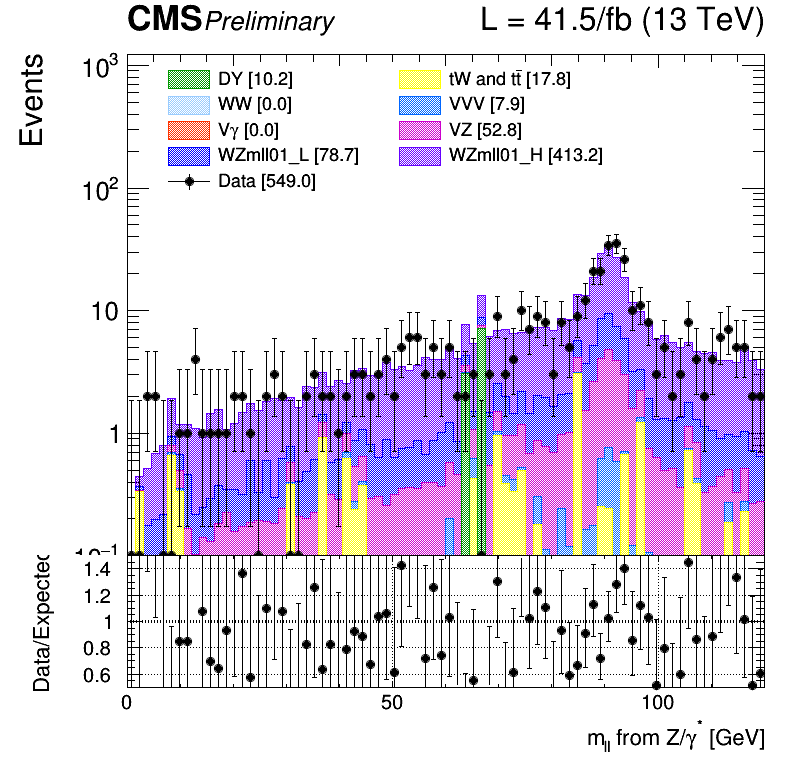 CMS Preliminary L = 41.5/fb (13 TeV)
Events
10³
10²
10
1
10⁻¹
DY [10.2] tW and tt̄ [17.8]
WW [0.0] VVV [7.9]
Vγ [0.0] VZ [52.8]
WZmll01_L [78.7] WZmll01_H [413.2]
Data [549.0]
Data/Expected
1.4
1.2
1
0.8
0.6
0 50 100
m_ll from Z/γ* [GeV]